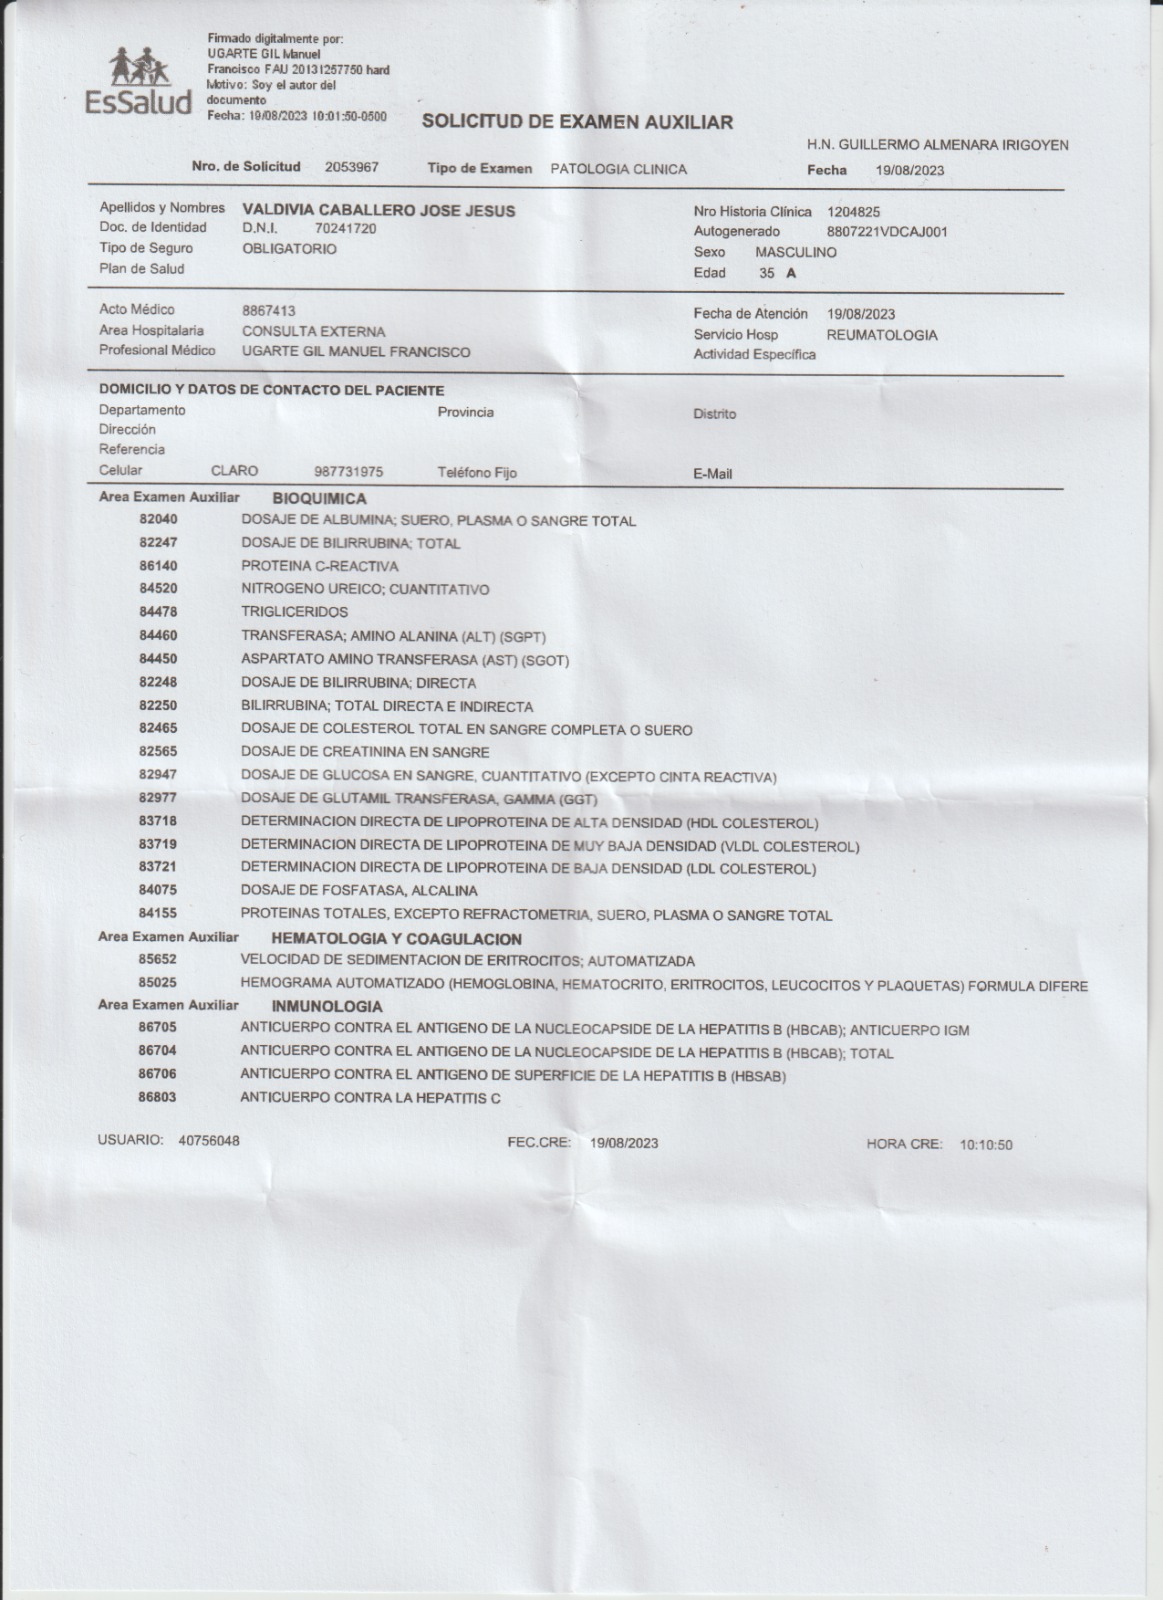 Firmado digitalmente por:
UGARTE GIL Manuel
Francisco FAU 20131257750 hard
Motivo: Soy el autor del
documento
Fecha: 19/08/2023 10:01:50-0500
EsSalud
SOLICITUD DE EXAMEN AUXILIAR
H.N. GUILLERMO ALMENARA IRIGOYEN
Nro. de Solicitud 2053967 Tipo de Examen PATOLOGIA CLINICA Fecha 19/08/2023
Apellidos y Nombres VALDIVIA CABALLERO JOSE JESUS Nro Historia Clínica 1204825
Doc. de Identidad D.N.I. 70241720 Autogenerado 8807221VDCAJ001
Tipo de Seguro OBLIGATORIO Sexo MASCULINO
Plan de Salud Edad 35 A
Acto Médico 8867413 Fecha de Atención 19/08/2023
Area Hospitalaria CONSULTA EXTERNA Servicio Hosp REUMATOLOGIA
Profesional Médico UGARTE GIL MANUEL FRANCISCO Actividad Específica
DOMICILIO Y DATOS DE CONTACTO DEL PACIENTE
Departamento Provincia Distrito
Dirección
Referencia
Celular CLARO 987731975 Teléfono Fijo E-Mail
Area Examen Auxiliar BIOQUIMICA
82040 DOSAJE DE ALBUMINA; SUERO, PLASMA O SANGRE TOTAL
82247 DOSAJE DE BILIRRUBINA; TOTAL
86140 PROTEINA C-REACTIVA
84520 NITROGENO UREICO; CUANTITATIVO
84478 TRIGLICERIDOS
84460 TRANSFERASA; AMINO ALANINA (ALT) (SGPT)
84450 ASPARTATO AMINO TRANSFERASA (AST) (SGOT)
82248 DOSAJE DE BILIRRUBINA; DIRECTA
82250 BILIRRUBINA; TOTAL DIRECTA E INDIRECTA
82465 DOSAJE DE COLESTEROL TOTAL EN SANGRE COMPLETA O SUERO
82565 DOSAJE DE CREATININA EN SANGRE
82947 DOSAJE DE GLUCOSA EN SANGRE, CUANTITATIVO (EXCEPTO CINTA REACTIVA)
82977 DOSAJE DE GLUTAMIL TRANSFERASA, GAMMA (GGT)
83718 DETERMINACION DIRECTA DE LIPOPROTEINA DE ALTA DENSIDAD (HDL COLESTEROL)
83719 DETERMINACION DIRECTA DE LIPOPROTEINA DE MUY BAJA DENSIDAD (VLDL COLESTEROL)
83721 DETERMINACION DIRECTA DE LIPOPROTEINA DE BAJA DENSIDAD (LDL COLESTEROL)
84075 DOSAJE DE FOSFATASA, ALCALINA
84155 PROTEINAS TOTALES, EXCEPTO REFRACTOMETRIA, SUERO, PLASMA O SANGRE TOTAL
Area Examen Auxiliar HEMATOLOGIA Y COAGULACION
85652 VELOCIDAD DE SEDIMENTACION DE ERITROCITOS; AUTOMATIZADA
85025 HEMOGRAMA AUTOMATIZADO (HEMOGLOBINA, HEMATOCRITO, ERITROCITOS, LEUCOCITOS Y PLAQUETAS) FORMULA DIFERE
Area Examen Auxiliar INMUNOLOGIA
86705 ANTICUERPO CONTRA EL ANTIGENO DE LA NUCLEOCAPSIDE DE LA HEPATITIS B (HBCAB); ANTICUERPO IGM
86704 ANTICUERPO CONTRA EL ANTIGENO DE LA NUCLEOCAPSIDE DE LA HEPATITIS B (HBCAB); TOTAL
86706 ANTICUERPO CONTRA EL ANTIGENO DE SUPERFICIE DE LA HEPATITIS B (HBSAB)
86803 ANTICUERPO CONTRA LA HEPATITIS C
USUARIO: 40756048 FEC.CRE: 19/08/2023 HORA CRE: 10:10:50